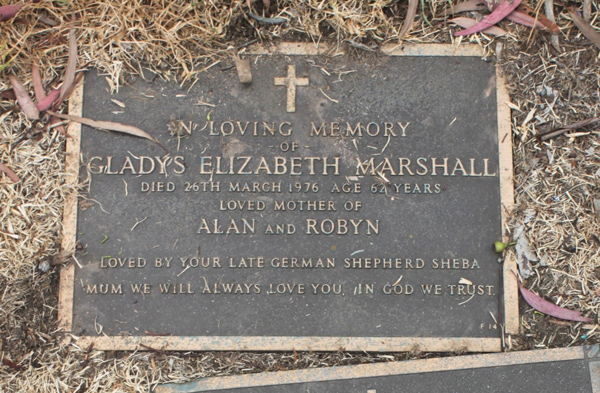 IN LOVING MEMORY
- OF -
GLADYS ELIZABETH MARSHALL
DIED 26TH MARCH 1976 AGE 62 YEARS
LOVED MOTHER OF
ALAN AND ROBYN
LOVED BY YOUR LATE GERMAN SHEPHERD SHEBA
MUM WE WILL ALWAYS LOVE YOU. IN GOD WE TRUST.